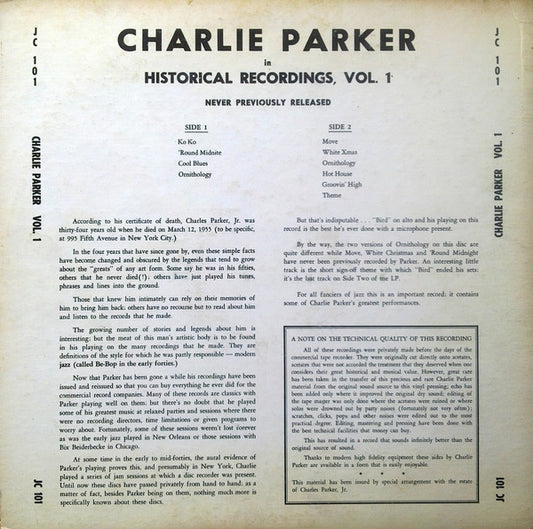 CHARLIE PARKER
in
HISTORICAL RECORDINGS, VOL. 1
NEVER PREVIOUSLY RELEASED
JC 101
JC 101
SIDE 1
Ko Ko
'Round Midnite
Cool Blues
Ornithology
SIDE 2
Move
White Xmas
Ornithology
Hot House
Groovin' High
Theme
CHARLIE PARKER VOL. 1
CHARLIE PARKER VOL. 1
According to his certificate of death, Charles Parker, Jr. was
thirty-four years old when he died on March 12, 1955 (to be specific,
at 995 Fifth Avenue in New York City.)
In the four years that have since gone by, even these simple facts
have become changed and obscured by the legends that tend to grow
about the "greats" of any art form. Some say he was in his fifties,
others that he never died(!); others have just played his tunes,
phrases and lines into the ground.
Those that knew him intimately can rely on their memories of
him to bring him back: others have no recourse but to read about him
and listen to the records that he made.
The growing number of stories and legends about him is
interesting: but the meat of this man's artistic body is to be found
in his playing on the many recordings that he made. They are
definitions of the style for which he was partly responsible — modern
jazz (called Be-Bop in the early forties.)
Now that Parker has been gone a while his recordings have been
issued and reissued so that you can buy everything he ever did for the
commercial record companies. Many of these records are classics with
Parker playing well on them; but there's no doubt that he played
some of his greatest music at relaxed parties and sessions where there
were no recording directors, time limitations or given programs to
worry about. Fortunately, some of these sessions weren't lost forever
as was the early jazz played in New Orleans or those sessions with
Bix Beiderbecke in Chicago.
At some time in the early to mid-forties, the aural evidence of
Parker's playing proves this, and presumably in New York, Charlie
played a series of jam sessions at which a disc recorder was present.
Until now these discs have passed privately from hand to hand: as a
matter of fact, besides Parker being on them, nothing much more is
specifically known about these discs.
But that's indisputable . . . "Bird" on alto and his playing on this
record is the best he's ever done with a microphone present.
By the way, the two versions of Ornithology on this disc are
quite different while Move, White Christmas and 'Round Midnight
have never been previously recorded by Parker. An interesting little
track is the short sign-off theme with which "Bird" ended his sets:
it's the last track on Side Two of the LP.
For all fanciers of jazz this is an important record; it contains
some of Charlie Parker's greatest performances.
A NOTE ON THE TECHNICAL QUALITY OF THIS RECORDING
All of these recordings were privately made before the days of the
commercial tape recorder. They were originally cut directly onto acetates,
acetates that were not accorded the treatment that they deserved when one
considers their great historical and musical value. However, great care
has been taken in the transfer of this precious and rare Charlie Parker
material from the original sound source to this vinyl pressing; echo has
been added only where it improved the original dry sound; editing of
the tape master was only done where the acetates were ruined or where
solos were drowned out by party noises (fortunately not very often);
scratches, clicks, pops and other noises were edited out to the most
practical degree. Editing, mastering and pressing have been done with
the best technical facilities that money can buy.
This has resulted in a record that sounds infinitely better than the
original source of sound.
Thanks to modern high fidelity equipment these sides by Charlie
Parker are available in a form that is easily enjoyable.
* * *
This material has been issued by special arrangement with the estate
of Charles Parker, Jr.
JC 101
JC 101